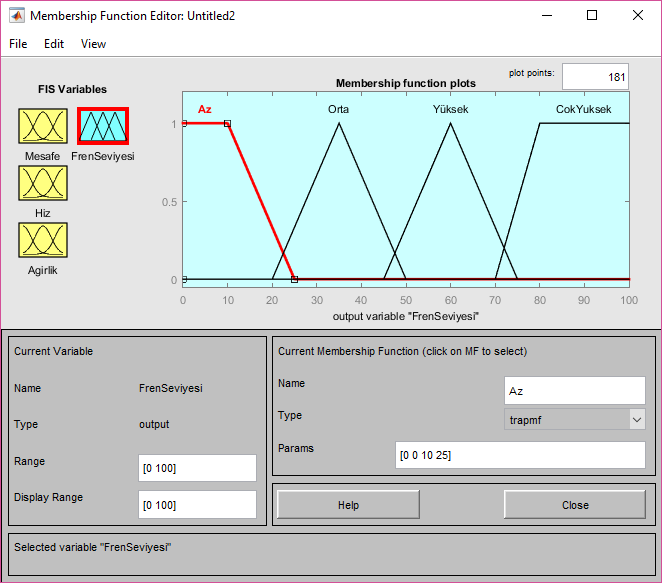 Membership Function Editor: Untitled2
File Edit View
FIS Variables
Mesafe
FrenSeviyesi
Hiz
Agirlik
plot points: 181
Membership function plots
Az Orta Yüksek CokYuksek
1
0.5
0
0 10 20 30 40 50 60 70 80 90 100
output variable "FrenSeviyesi"
Current Variable
Name FrenSeviyesi
Type output
Range [0 100]
Display Range [0 100]
Current Membership Function (click on MF to select)
Name Az
Type trapmf
Params [0 0 10 25]
Help Close
Selected variable "FrenSeviyesi"